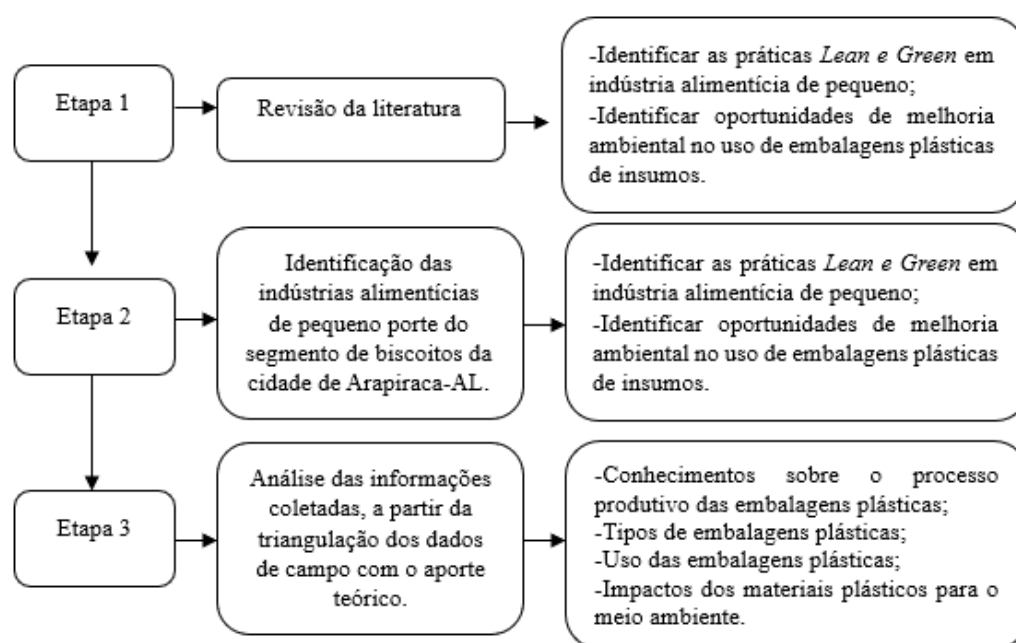 Etapa 1
Revisão da literatura
-Identificar as práticas Lean e Green em
indústria alimentícia de pequeno;
-Identificar oportunidades de melhoria
ambiental no uso de embalagens plásticas
de insumos.
Etapa 2
Identificação das
indústrias alimentícias
de pequeno porte do
segmento de biscoitos da
cidade de Arapiraca-AL.
-Identificar as práticas Lean e Green em
indústria alimentícia de pequeno;
-Identificar oportunidades de melhoria
ambiental no uso de embalagens plásticas
de insumos.
Etapa 3
Análise das informações
coletadas, a partir da
triangulação dos dados
de campo com o aporte
teórico.
-Conhecimentos sobre o processo
produtivo das embalagens plásticas;
-Tipos de embalagens plásticas;
-Uso das embalagens plásticas;
-Impactos dos materiais plásticos para o
meio ambiente.